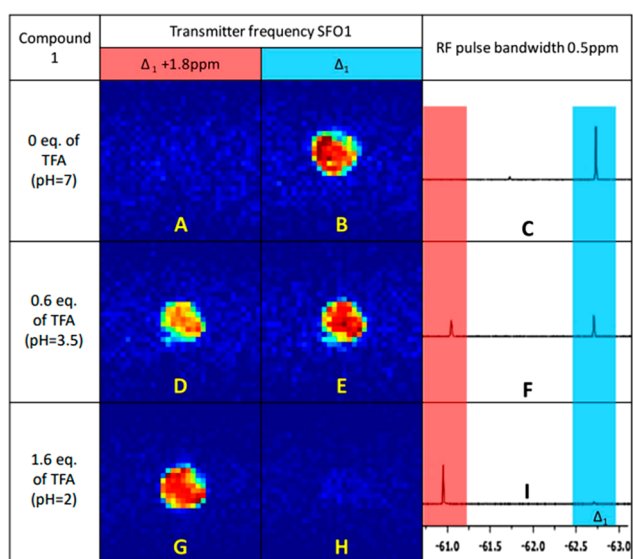 Compound
1
Transmitter frequency SFO1
Δ1 +1.8ppm
Δ1
RF pulse bandwidth 0.5ppm
0 eq. of
TFA
(pH=7)
A
B
C
0.6 eq.
of TFA
(pH=3.5)
D
E
F
1.6 eq.
of TFA
(pH=2)
G
H
I
Δ1
-61.0 -61.5 -62.0 -62.5 -63.0